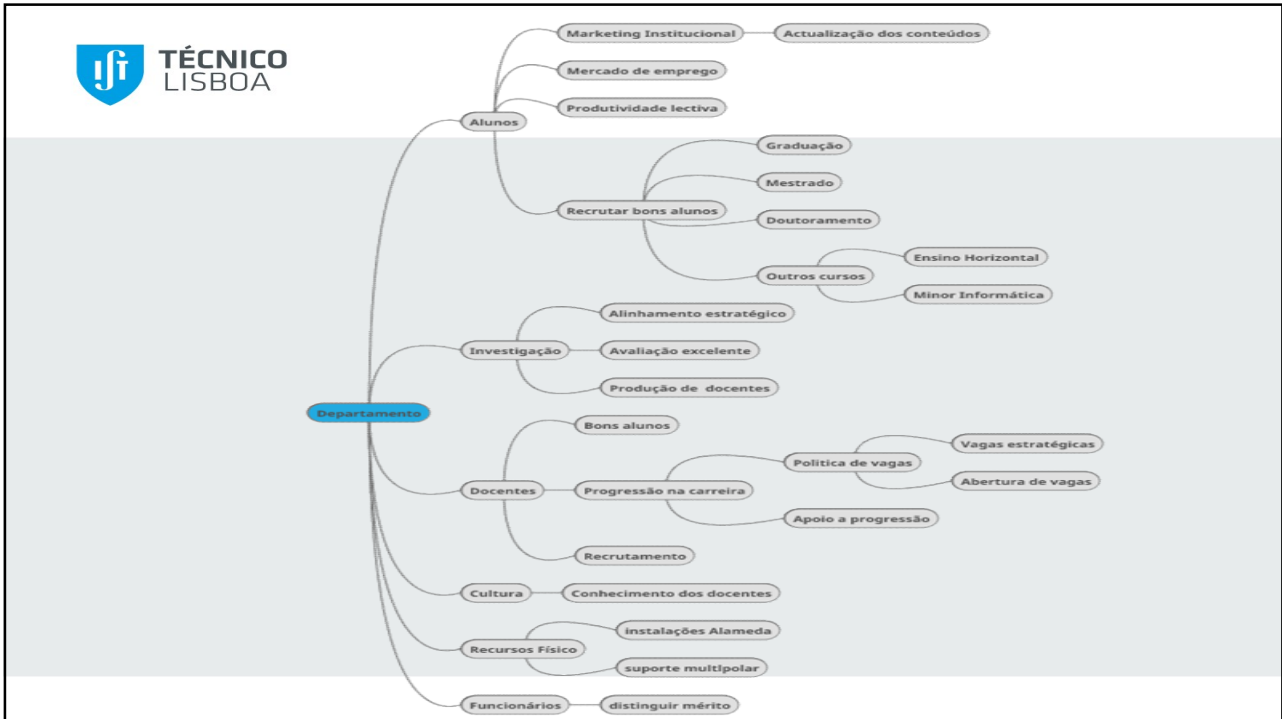 TÉCNICO
LISBOA
Marketing Institucional
Actualização dos conteúdos
Mercado de emprego
Produtividade lectiva
Alunos
Graduação
Mestrado
Recrutar bons alunos
Doutoramento
Ensino Horizontal
Outros cursos
Minor Informática
Alinhamento estratégico
Investigação
Avaliação excelente
Produção de docentes
Departamento
Bons alunos
Vagas estratégicas
Politica de vagas
Abertura de vagas
Docentes
Progressão na carreira
Apoio a progressão
Recrutamento
Cultura
Conhecimento dos docentes
instalações Alameda
Recursos Físico
suporte multipolar
Funcionários
distinguir mérito